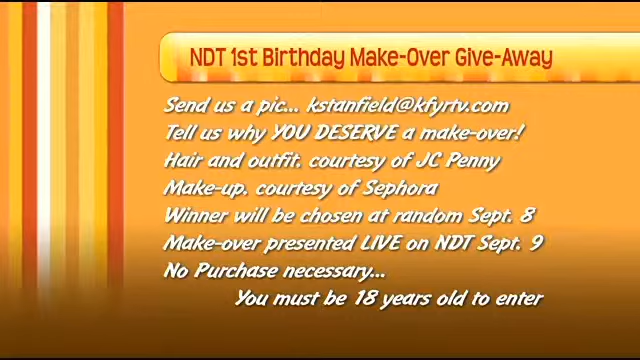 NDT 1st Birthday Make-Over Give-Away
Send us a pic... kstanfield@kfyrtv.com
Tell us why YOU DESERVE a make-over!
Hair and outfit, courtesy of JC Penny
Make-up, courtesy of Sephora
Winner will be chosen at random Sept. 8
Make-over presented LIVE on NDT Sept. 9
No Purchase necessary...
You must be 18 years old to enter